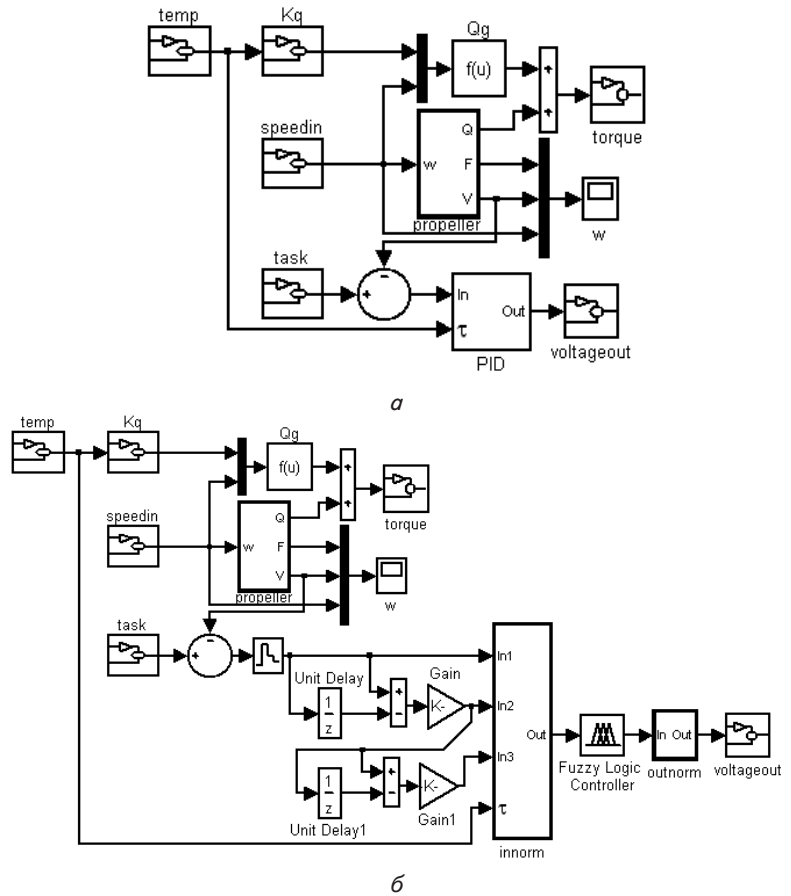 temp
Kq
Qg
f(u)
+
+
torque
speedin
w
Q
F
V
propeller
w
task
−
+
In
τ
Out
PID
voltageout
а
temp
Kq
Qg
f(u)
+
+
torque
speedin
w
Q
F
V
propeller
w
task
−
+
Unit Delay
1
z
+
−
Gain
K-
Unit Delay1
1
z
+
−
K-
Gain1
In1
In2
In3
τ
Out
innorm
Fuzzy Logic
Controller
In Out
outnorm
voltageout
б